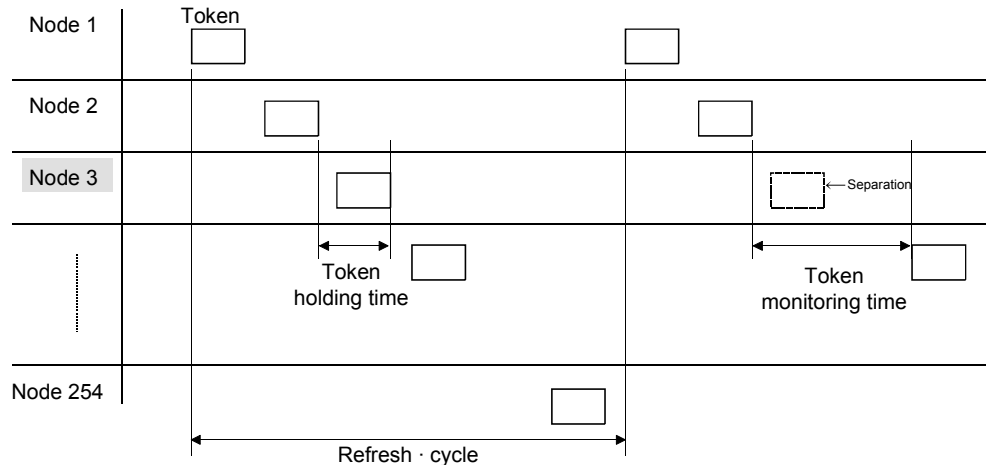 Token
Node 1
Node 2
Node 3
Separation
Token
holding time
Token
monitoring time
Node 254
Refresh · cycle